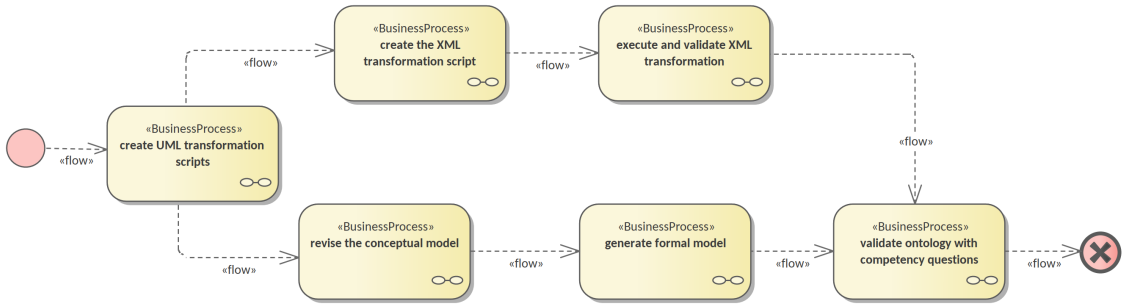 «BusinessProcess»
create the XML
transformation script
«BusinessProcess»
execute and validate XML
transformation
«flow»
«flow»
«BusinessProcess»
create UML transformation
scripts
«flow»
«flow»
«BusinessProcess»
revise the conceptual model
«BusinessProcess»
generate formal model
«BusinessProcess»
validate ontology with
competency questions
«flow»
«flow»
«flow»
«flow»